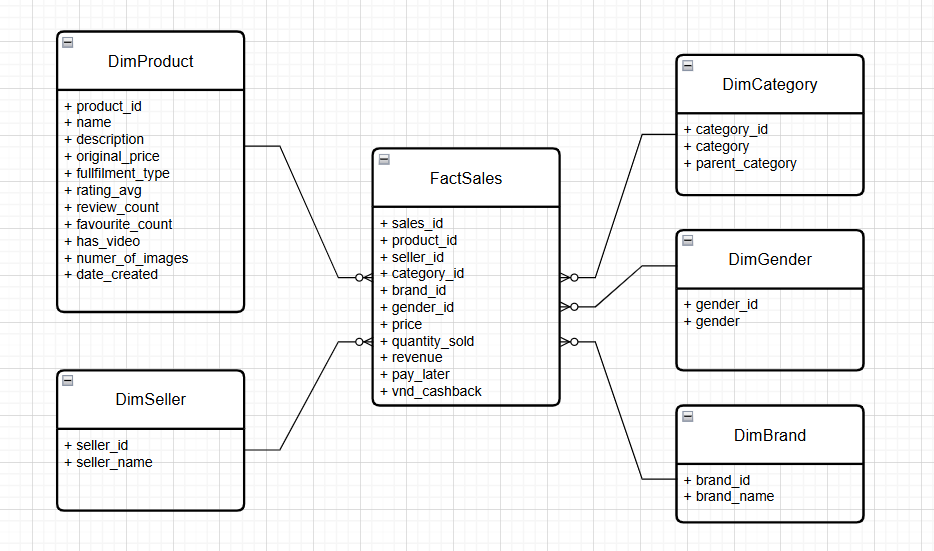 DimProduct
+ product_id
+ name
+ description
+ original_price
+ fullfilment_type
+ rating_avg
+ review_count
+ favourite_count
+ has_video
+ numer_of_images
+ date_created
DimSeller
+ seller_id
+ seller_name
FactSales
+ sales_id
+ product_id
+ seller_id
+ category_id
+ brand_id
+ gender_id
+ price
+ quantity_sold
+ revenue
+ pay_later
+ vnd_cashback
DimCategory
+ category_id
+ category
+ parent_category
DimGender
+ gender_id
+ gender
DimBrand
+ brand_id
+ brand_name